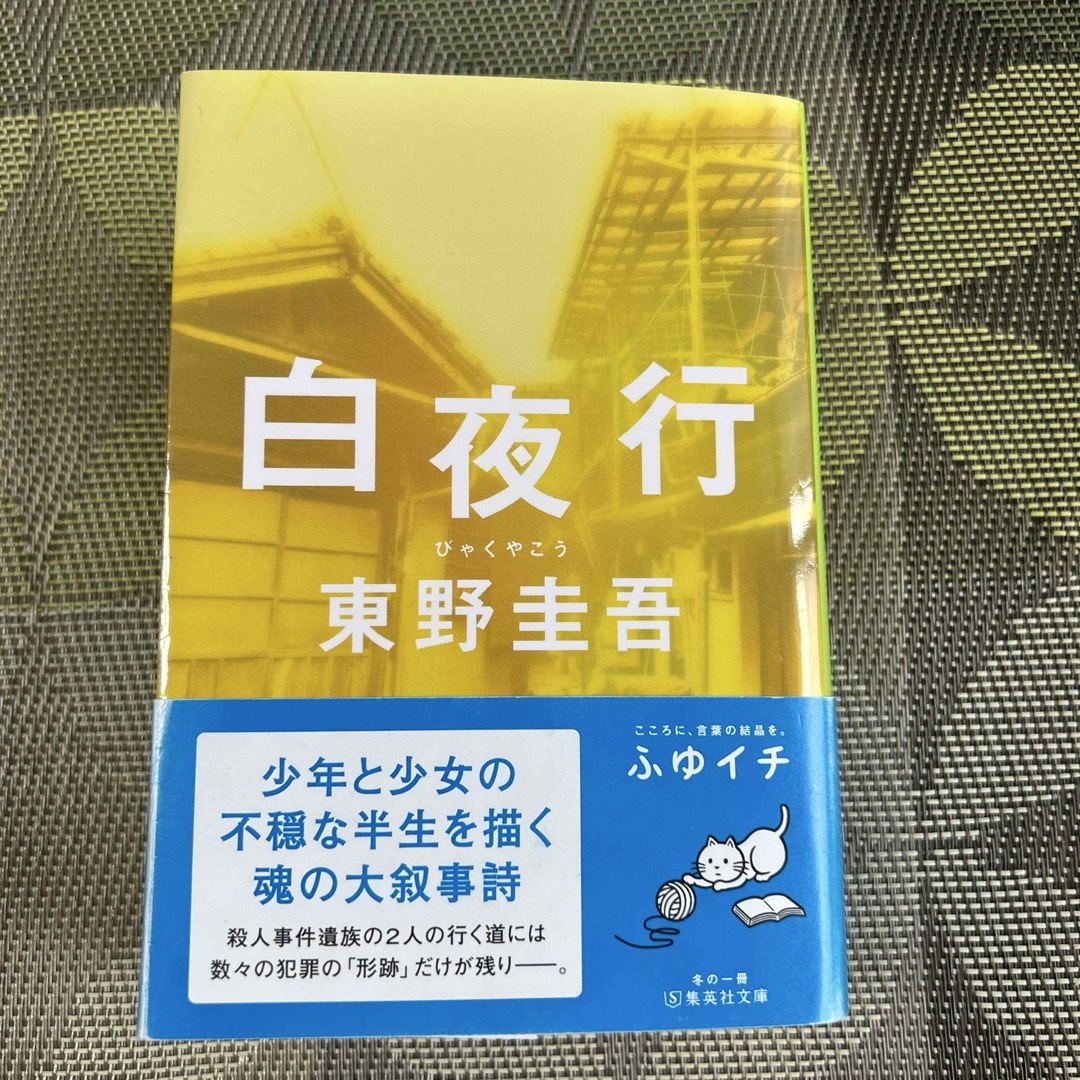 白夜行
びゃくやこう
東野圭吾
少年と少女の
不穏な半生を描く
魂の大叙事詩
殺人事件遺族の2人の行く道には
数々の犯罪の「形跡」だけが残り――。
こころに、言葉の結晶を。
ふゆイチ
冬の一冊
S集英社文庫